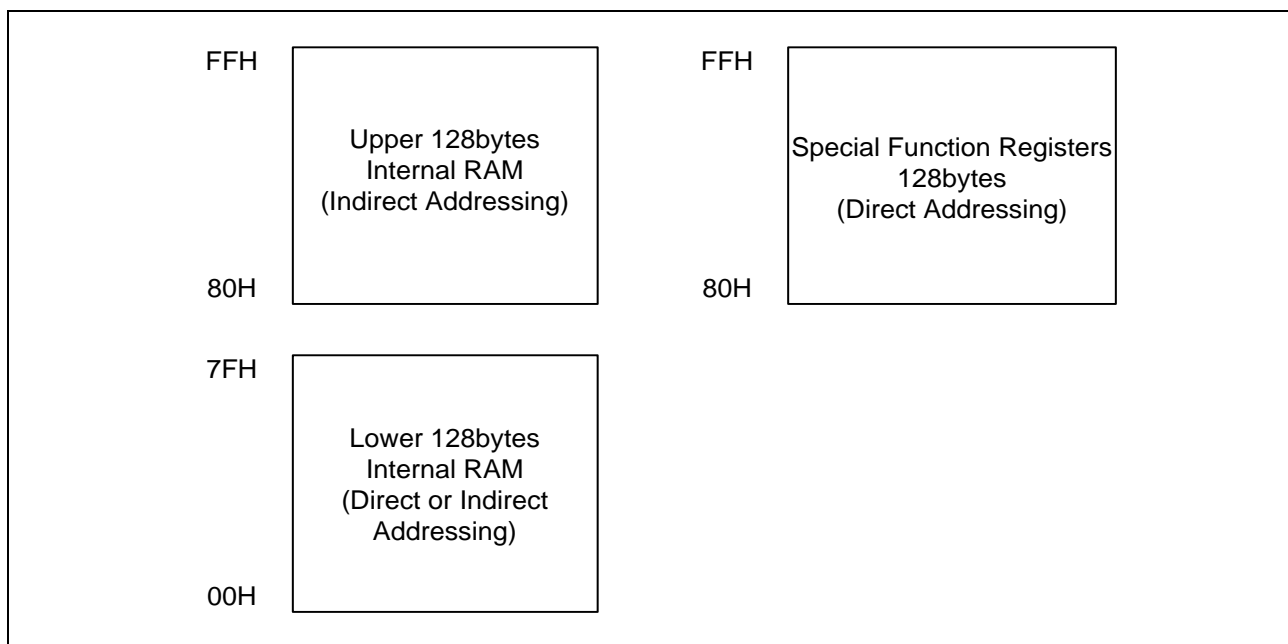 FFH
Upper 128bytes
Internal RAM
(Indirect Addressing)
80H
FFH
Special Function Registers
128bytes
(Direct Addressing)
80H
7FH
Lower 128bytes
Internal RAM
(Direct or Indirect
Addressing)
00H